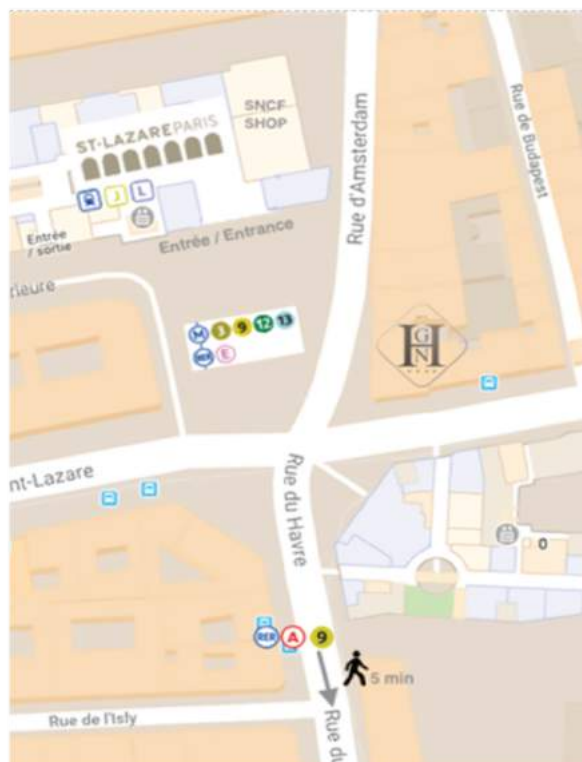 SNCF
SHOP
ST-LAZARE PARIS
J
L
Entrée
/ sortie
Entrée / Entrance
Rue d'Amsterdam
Rue de Budapest
rieure
M 3 9 12 13
RER E
H
G
N
nt-Lazare
Rue du Havre
0
RER A 9
5 min
Rue de l'Isly
Rue du